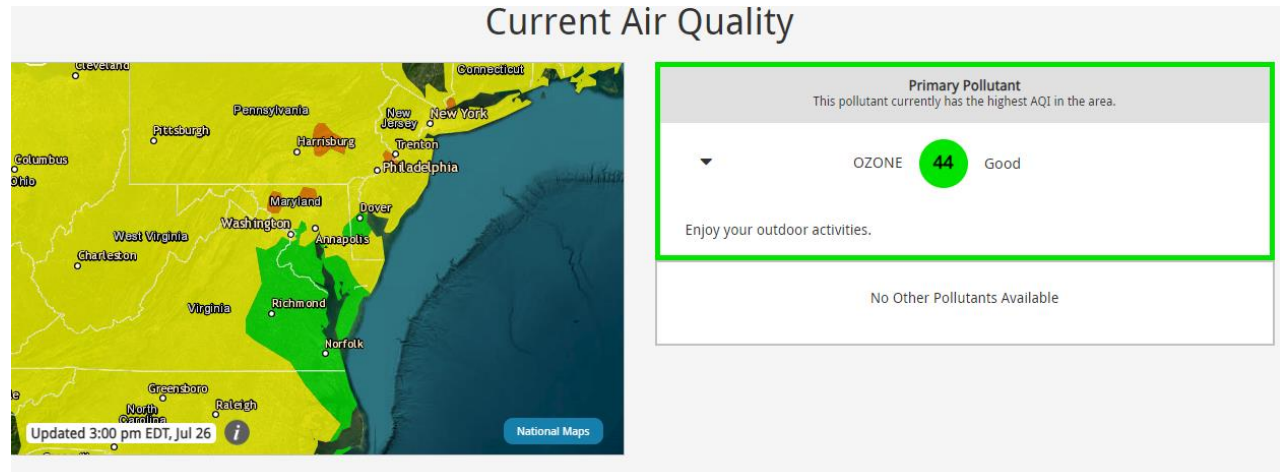 Current Air Quality
Cleveland
Connecticut
Pennsylvania
New
Jersey
New York
Pittsburgh
Harrisburg
Trenton
Columbus
Philadelphia
Ohio
Maryland
Dover
Washington
West Virginia
Annapolis
Charleston
Virginia
Richmond
Norfolk
Greensboro
North
Carolina
Raleigh
Updated 3:00 pm EDT, Jul 26
i
National Maps
Primary Pollutant
This pollutant currently has the highest AQI in the area.
OZONE 44 Good
Enjoy your outdoor activities.
No Other Pollutants Available